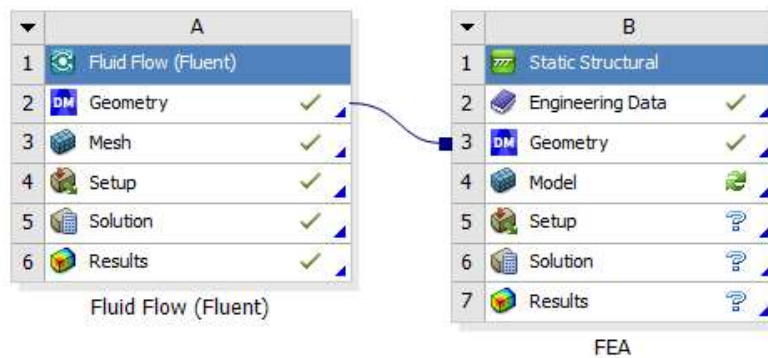 A
1 Fluid Flow (Fluent)
2 DM Geometry
3 Mesh
4 Setup
5 Solution
6 Results
Fluid Flow (Fluent)
B
1 Static Structural
2 Engineering Data
3 DM Geometry
4 Model
5 Setup ?
6 Solution ?
7 Results ?
FEA